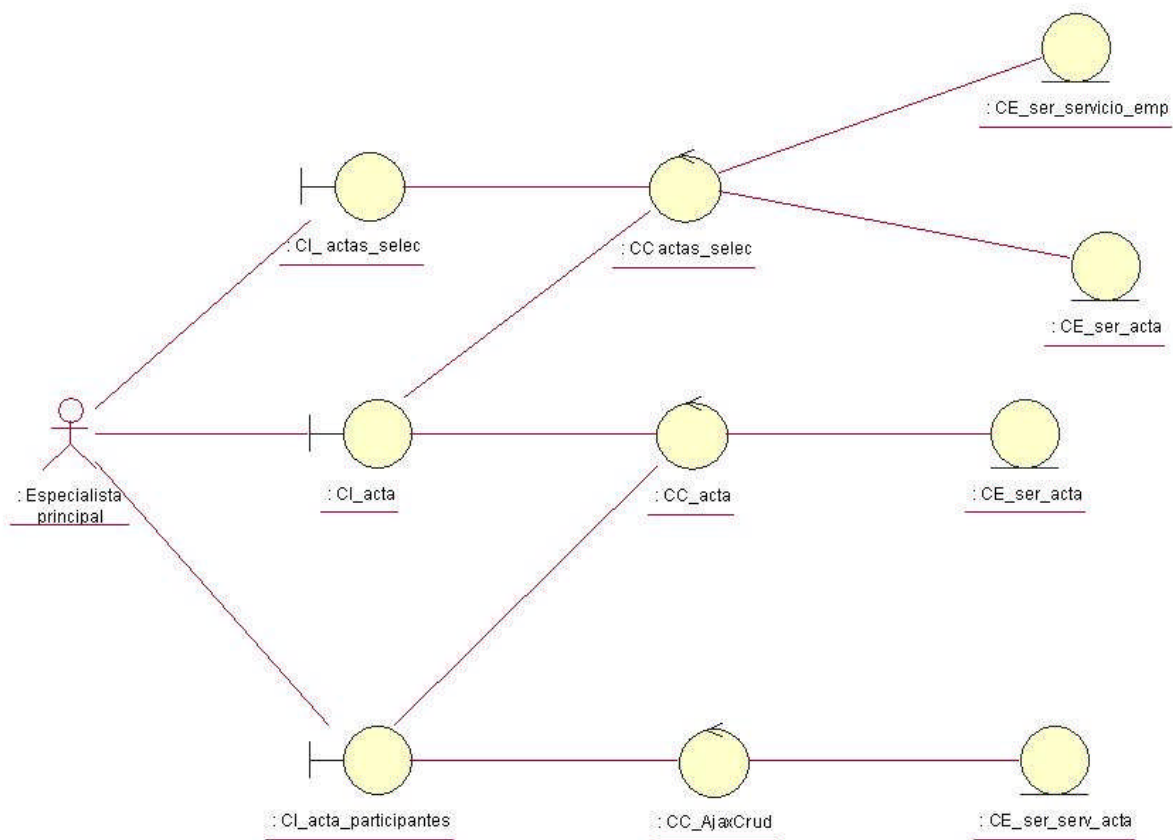 : CE_ser_servicio_emp
: CI_ actas_selec
: CC actas_selec
: CE_ser_acta
: Especialista
principal
: CI_acta
: CC_acta
: CE_ser_acta
: CI_acta_participantes
: CC_AjaxCrud
: CE_ser_serv_acta